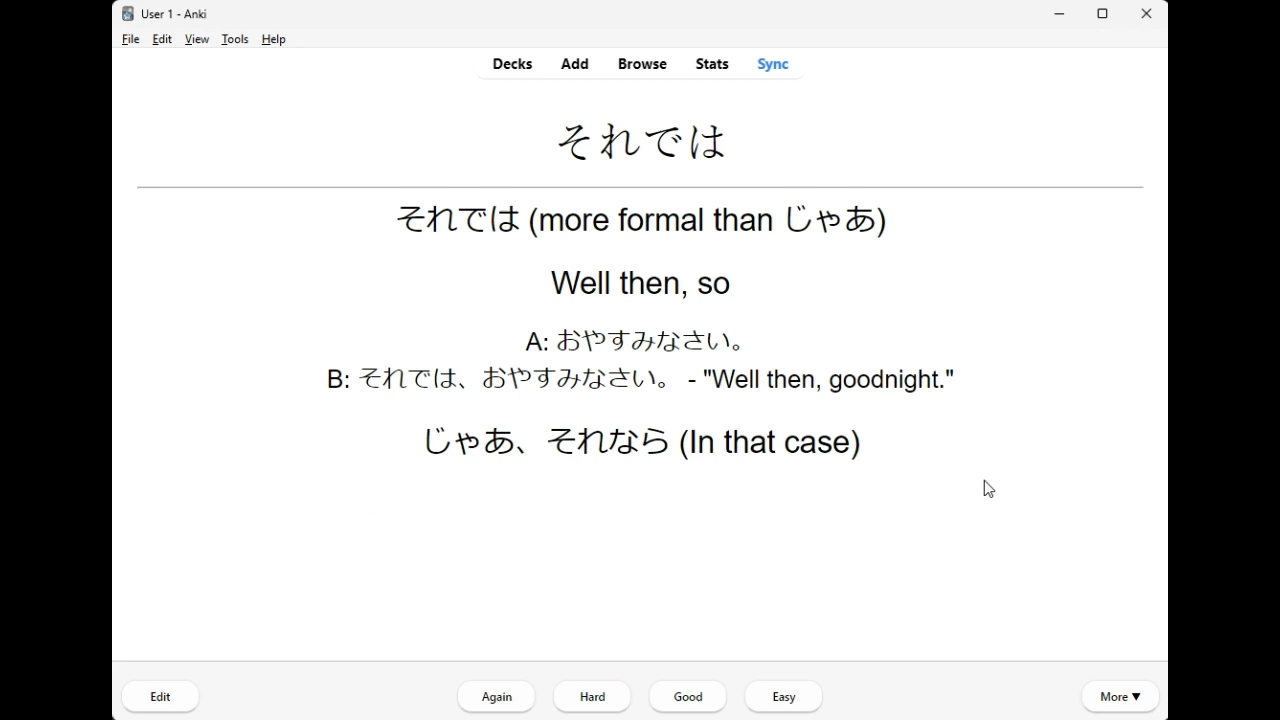 User 1 - Anki
File Edit View Tools Help
Decks Add Browse Stats Sync
それでは
それでは (more formal than じゃあ)
Well then, so
A: おやすみなさい。
B: それでは、おやすみなさい。 - "Well then, goodnight."
じゃあ、それなら (In that case)
Edit Again Hard Good Easy More ▼